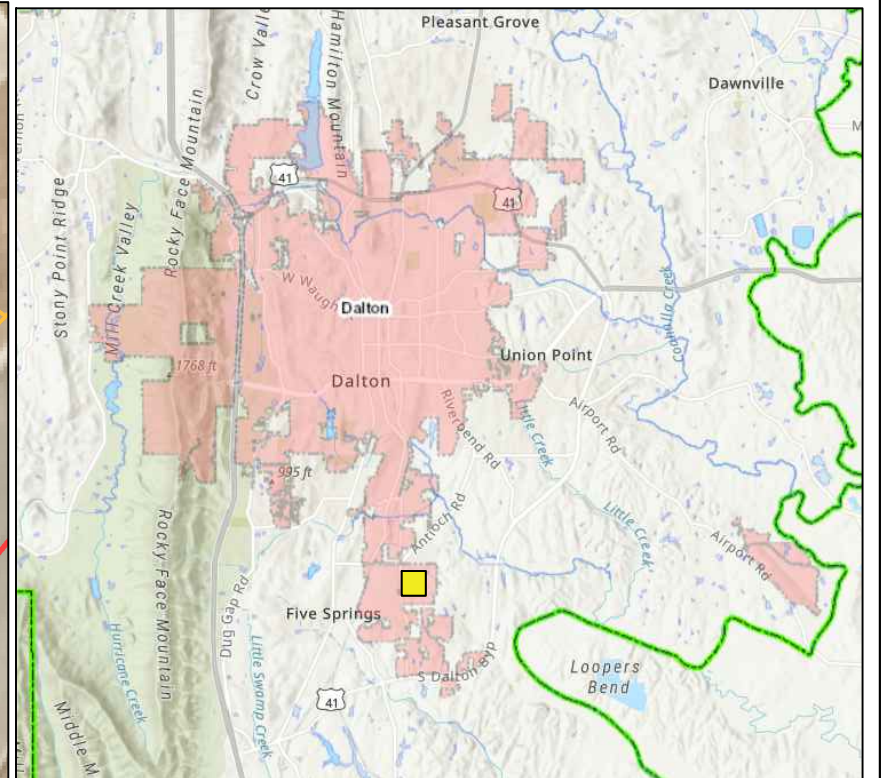 Pleasant Grove
Crow Valle
Hamilton Mountain
Dawnville
Rocky Face Mountain
41
41
Stony Point Ridge
Mill Creek Valley
W Waugh
Dalton
Coahulla Creek
1768 ft
Dalton
Union Point
Riverbend Rd
Little Creek
Airport Rd
995 ft
Antioch Rd
Little Creek
Airport Rd
Rocky Face Mountain
Dug Gap Rd
Five Springs
Hurricane Creek
Little Swamp Creek
S Dalton Byp
Loopers
Bend
41
Middle M